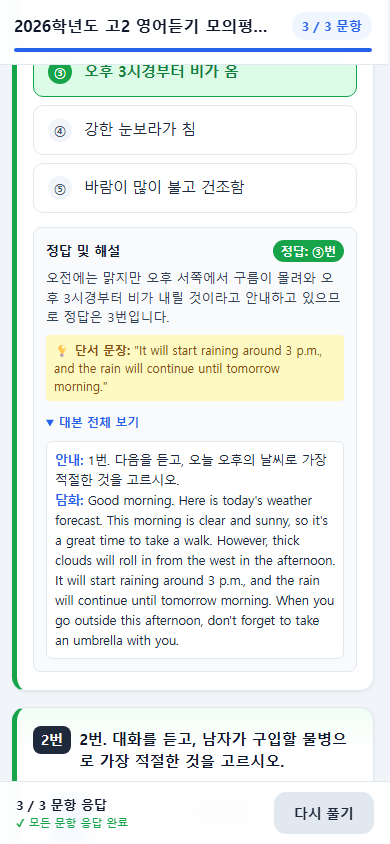 2026학년도 고2 영어듣기 모의평...
3 / 3 문항
③ 오후 3시경부터 비가 옴
④ 강한 눈보라가 침
⑤ 바람이 많이 불고 건조함
정답 및 해설
정답: ③번
오전에는 맑지만 오후 서쪽에서 구름이 몰려와 오
후 3시경부터 비가 내릴 것이라고 안내하고 있으므
로 정답은 3번입니다.
💡 단서 문장: "It will start raining around 3 p.m.,
and the rain will continue until tomorrow
morning."
▼ 대본 전체 보기
안내: 1번. 다음을 듣고, 오늘 오후의 날씨로 가장
적절한 것을 고르시오.
담화: Good morning. Here is today's weather
forecast. This morning is clear and sunny, so it's
a great time to take a walk. However, thick
clouds will roll in from the west in the afternoon.
It will start raining around 3 p.m., and the rain
will continue until tomorrow morning. When you
go outside this afternoon, don't forget to take
an umbrella with you.
2번
2번. 대화를 듣고, 남자가 구입할 물병으
로 가장 적절한 것을 고르시오.
3 / 3 문항 응답
✓ 모든 문항 응답 완료
다시 풀기